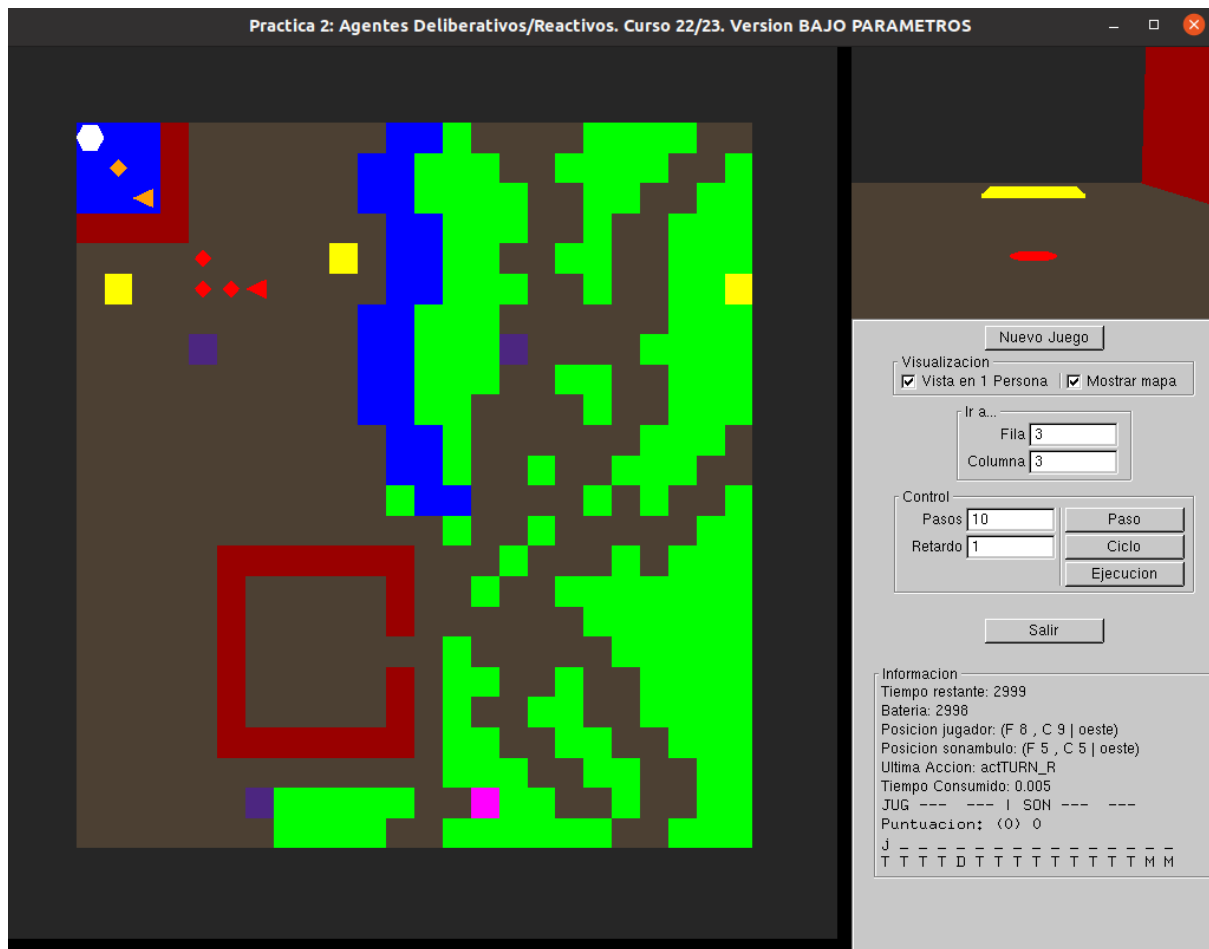 Practica 2: Agentes Deliberativos/Reactivos. Curso 22/23. Version BAJO PARAMETROS
Nuevo Juego
Visualizacion
Vista en 1 Persona
Mostrar mapa
Ir a...
Fila 3
Columna 3
Control
Pasos 10
Paso
Retardo 1
Ciclo
Ejecucion
Salir
Informacion
Tiempo restante: 2999
Bateria: 2998
Posicion jugador: (F 8 , C 9 | oeste)
Posicion sonambulo: (F 5 , C 5 | oeste)
Ultima Accion: actTURN_R
Tiempo Consumido: 0.005
JUG --- --- | SON --- ---
Puntuacion: (0) 0
j _ _ _ _ _ _ _ _ _ _ _ _ _ _ _
T T T T D T T T T T T T T T M M